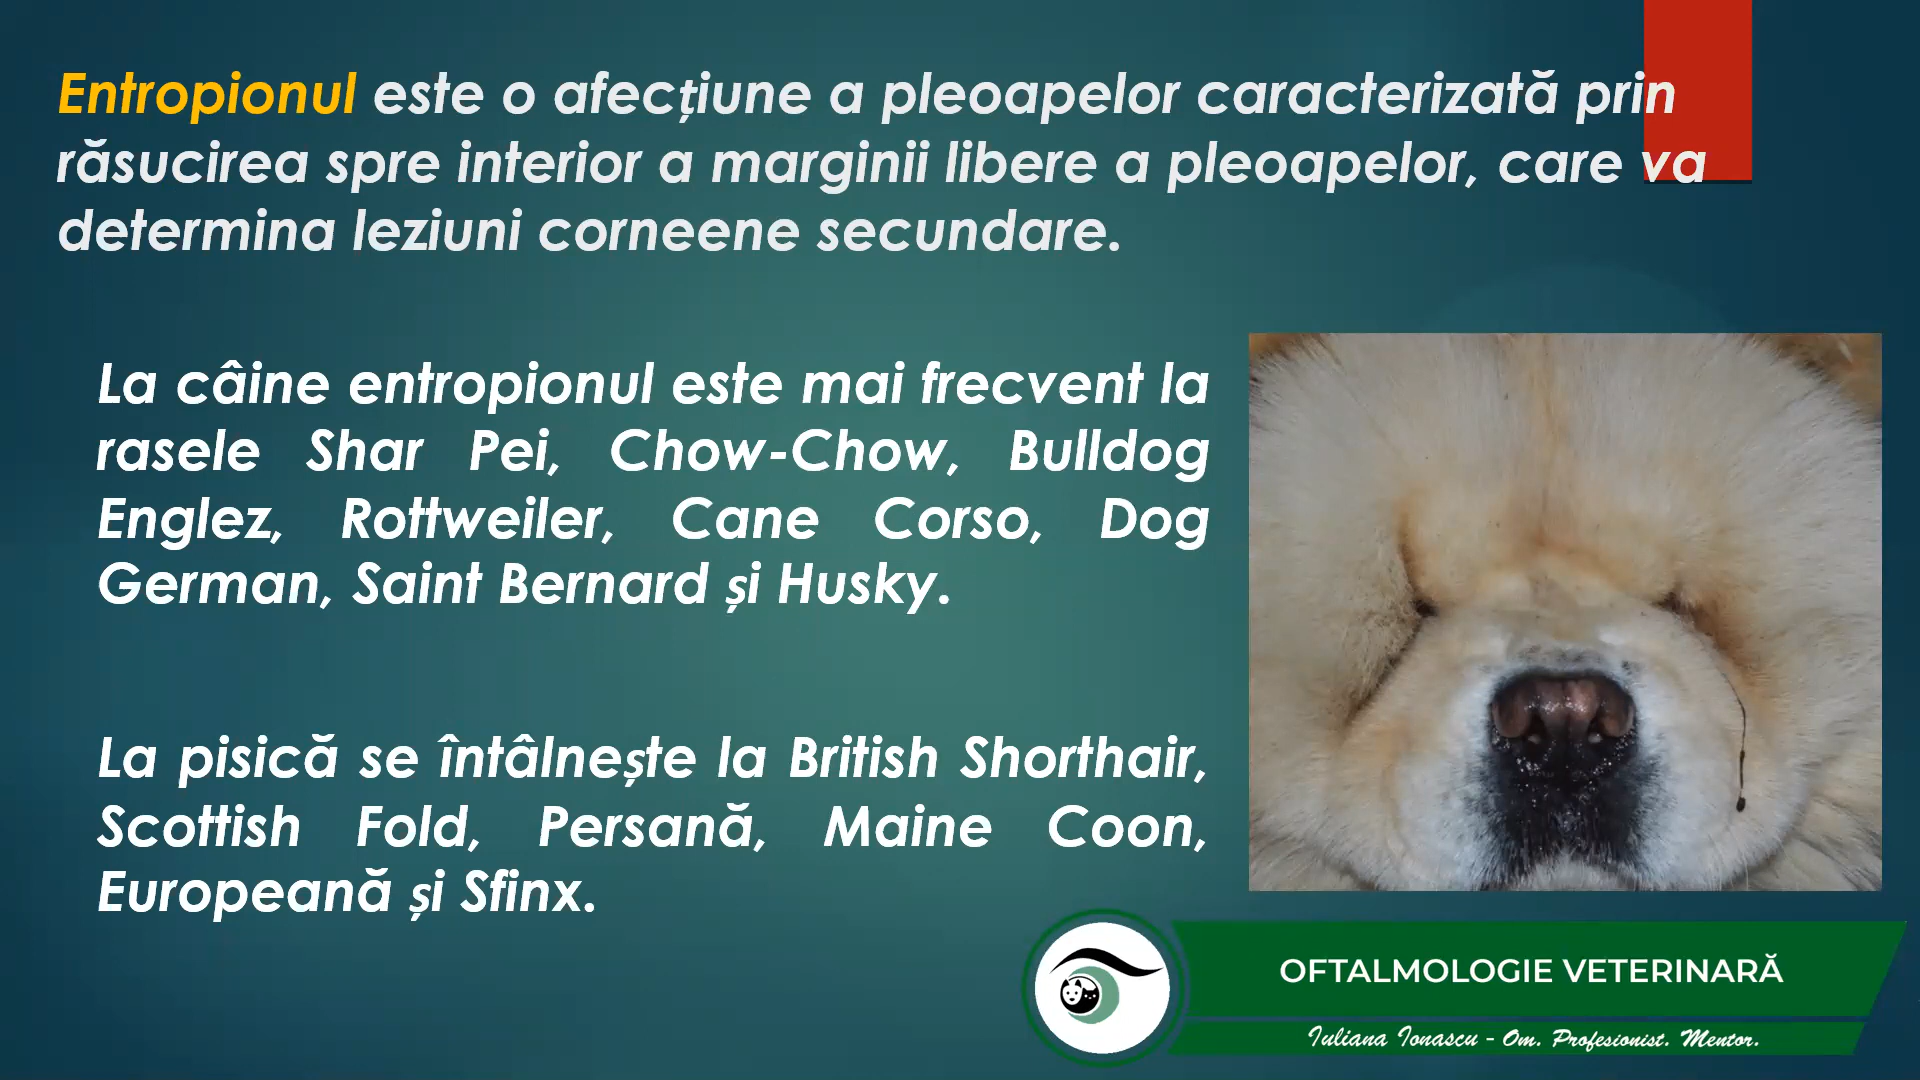 Entropionul este o afecțiune a pleoapelor caracterizată prin
răsucirea spre interior a marginii libere a pleoapelor, care va
determina leziuni corneene secundare.
La câine entropionul este mai frecvent la
rasele Shar Pei, Chow-Chow, Bulldog
Englez, Rottweiler, Cane Corso, Dog
German, Saint Bernard și Husky.
La pisică se întâlnește la British Shorthair,
Scottish Fold, Persană, Maine Coon,
Europeană și Sfinx.
OFTALMOLOGIE VETERINARĂ
Iuliana Ionascu - Om. Profesionist. Mentor.